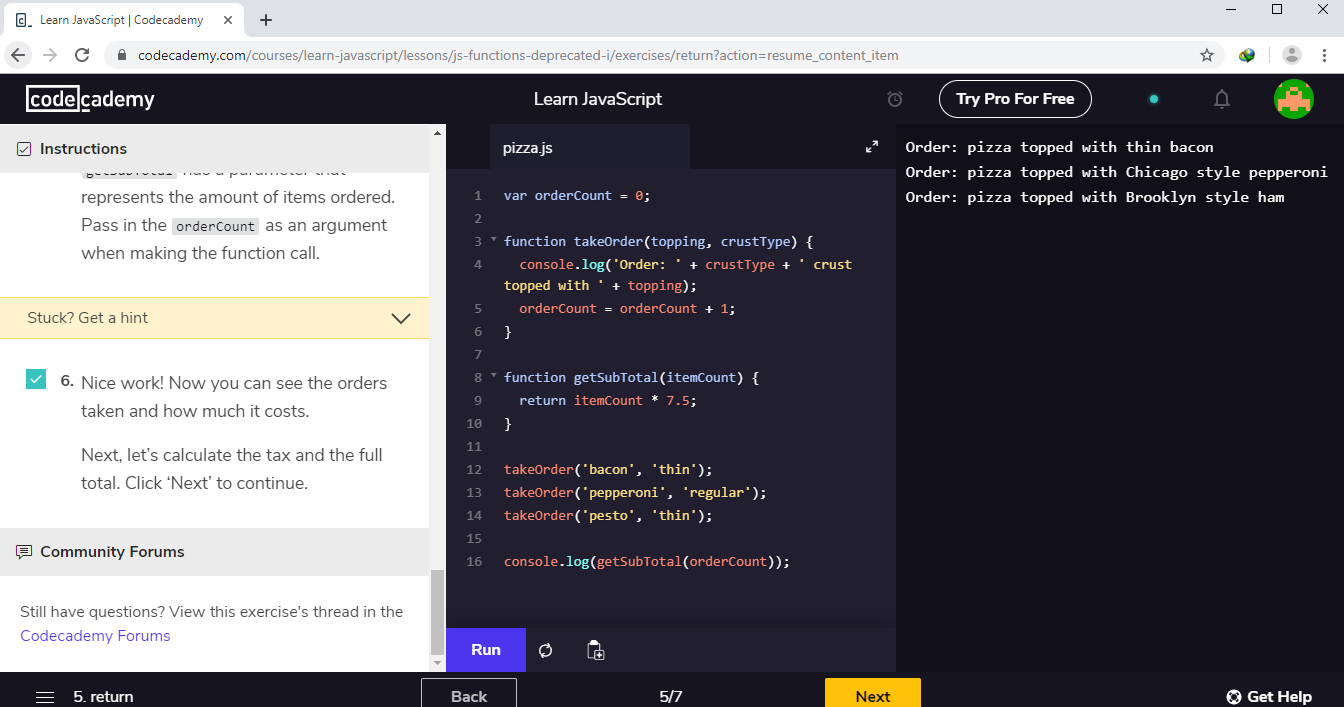 Learn JavaScript | Codecademy
codecademy.com/courses/learn-javascript/lessons/js-functions-deprecated-i/exercises/return?action=resume_content_item
codecademy
Learn JavaScript
Try Pro For Free
Instructions
getSubTotal has a parameter that
represents the amount of items ordered.
Pass in the orderCount as an argument
when making the function call.
Stuck? Get a hint
6. Nice work! Now you can see the orders
taken and how much it costs.
Next, let’s calculate the tax and the full
total. Click ‘Next’ to continue.
Community Forums
Still have questions? View this exercise's thread in the
Codecademy Forums
pizza.js
1 var orderCount = 0;
2
3 function takeOrder(topping, crustType) {
4 console.log('Order: ' + crustType + ' crust
topped with ' + topping);
5 orderCount = orderCount + 1;
6 }
7
8 function getSubTotal(itemCount) {
9 return itemCount * 7.5;
10 }
11
12 takeOrder('bacon', 'thin');
13 takeOrder('pepperoni', 'regular');
14 takeOrder('pesto', 'thin');
15
16 console.log(getSubTotal(orderCount));
Run
Order: pizza topped with thin bacon
Order: pizza topped with Chicago style pepperoni
Order: pizza topped with Brooklyn style ham
5. return
Back
5/7
Next
Get Help